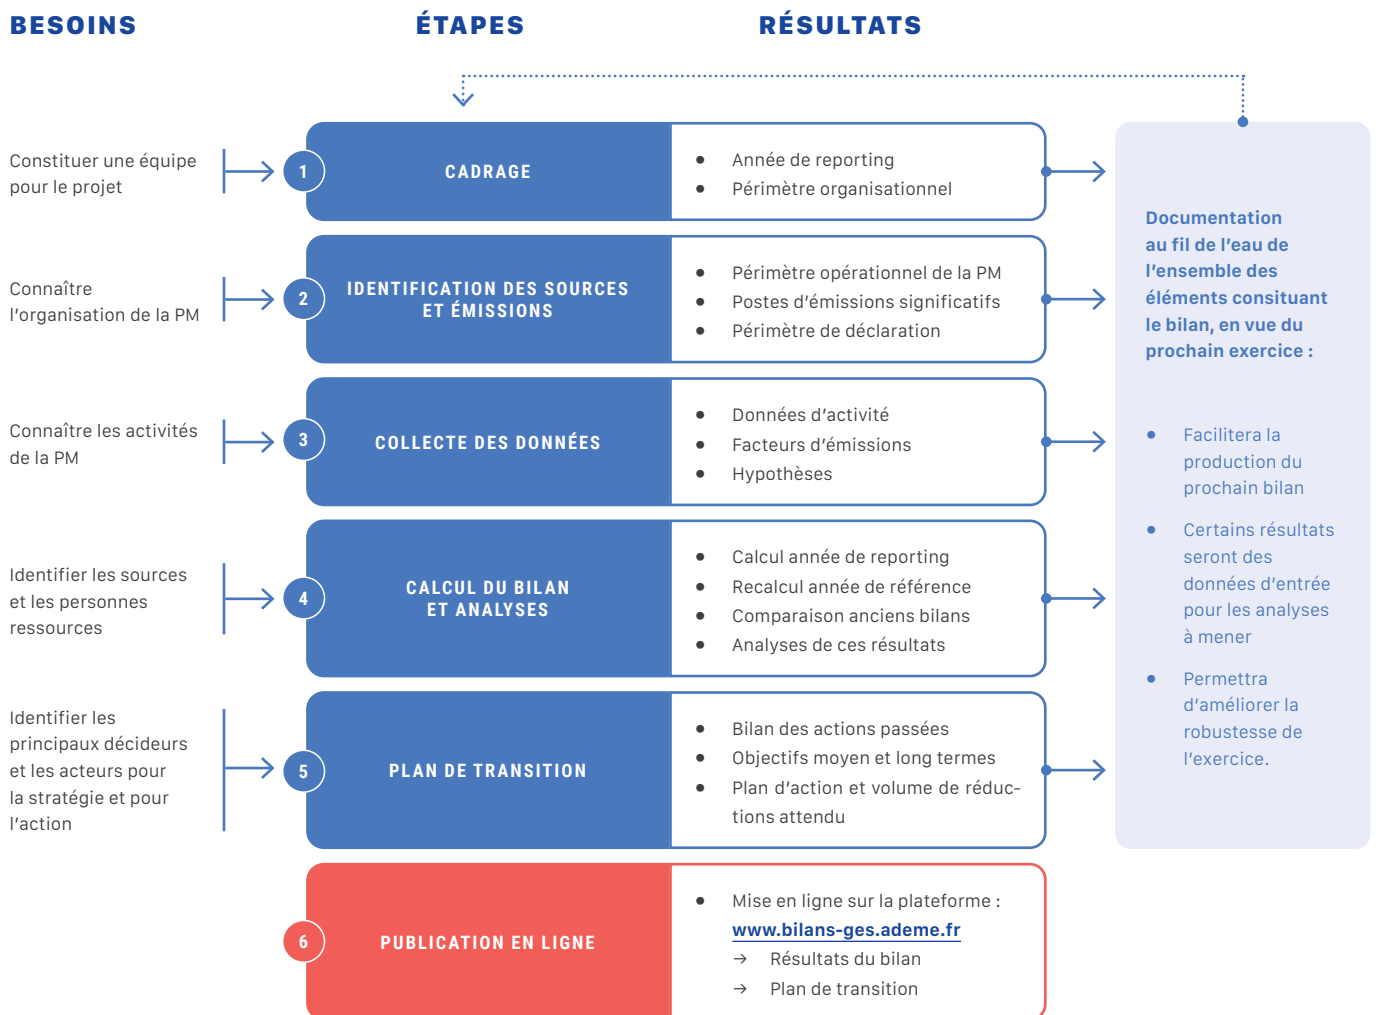 BESOINS
ÉTAPES
RÉSULTATS
Constituer une équipe
pour le projet
1
CADRAGE
● Année de reporting
● Périmètre organisationnel
Connaître
l'organisation de la PM
2
IDENTIFICATION DES SOURCES
ET ÉMISSIONS
● Périmètre opérationnel de la PM
● Postes d'émissions significatifs
● Périmètre de déclaration
Connaître les activités
de la PM
3
COLLECTE DES DONNÉES
● Données d'activité
● Facteurs d'émissions
● Hypothèses
Identifier les sources
et les personnes
ressources
4
CALCUL DU BILAN
ET ANALYSES
● Calcul année de reporting
● Recalcul année de référence
● Comparaison anciens bilans
● Analyses de ces résultats
Identifier les
principaux décideurs
et les acteurs pour
la stratégie et pour
l'action
5
PLAN DE TRANSITION
● Bilan des actions passées
● Objectifs moyen et long termes
● Plan d'action et volume de réduc-
tions attendu
6
PUBLICATION EN LIGNE
● Mise en ligne sur la plateforme :
www.bilans-ges.ademe.fr
→ Résultats du bilan
→ Plan de transition
Documentation
au fil de l'eau de
l'ensemble des
éléments consituant
le bilan, en vue du
prochain exercice :
● Facilitera la
production du
prochain bilan
● Certains résultats
seront des
données d'entrée
pour les analyses
à mener
● Permettra
d'améliorer la
robustesse de
l'exercice.